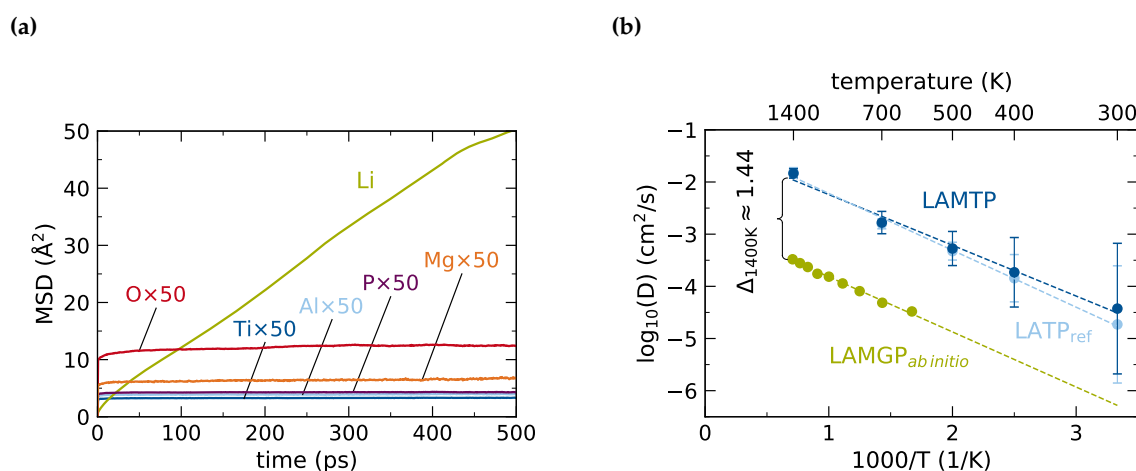 (a)
(b)
MSD (Å²)
50
40
30
20
10
0
Li
Mg×50
P×50
Al×50
O×50
Ti×50
0 100 200 300 400 500
time (ps)
temperature (K)
1400 700 500 400 300
log₁₀(D) (cm²/s)
−1
−2
−3
−4
−5
−6
Δ₁₄₀₀K ≈ 1.44
LAMTP
LATPref
LAMGPab initio
0 1 2 3
1000/T (1/K)